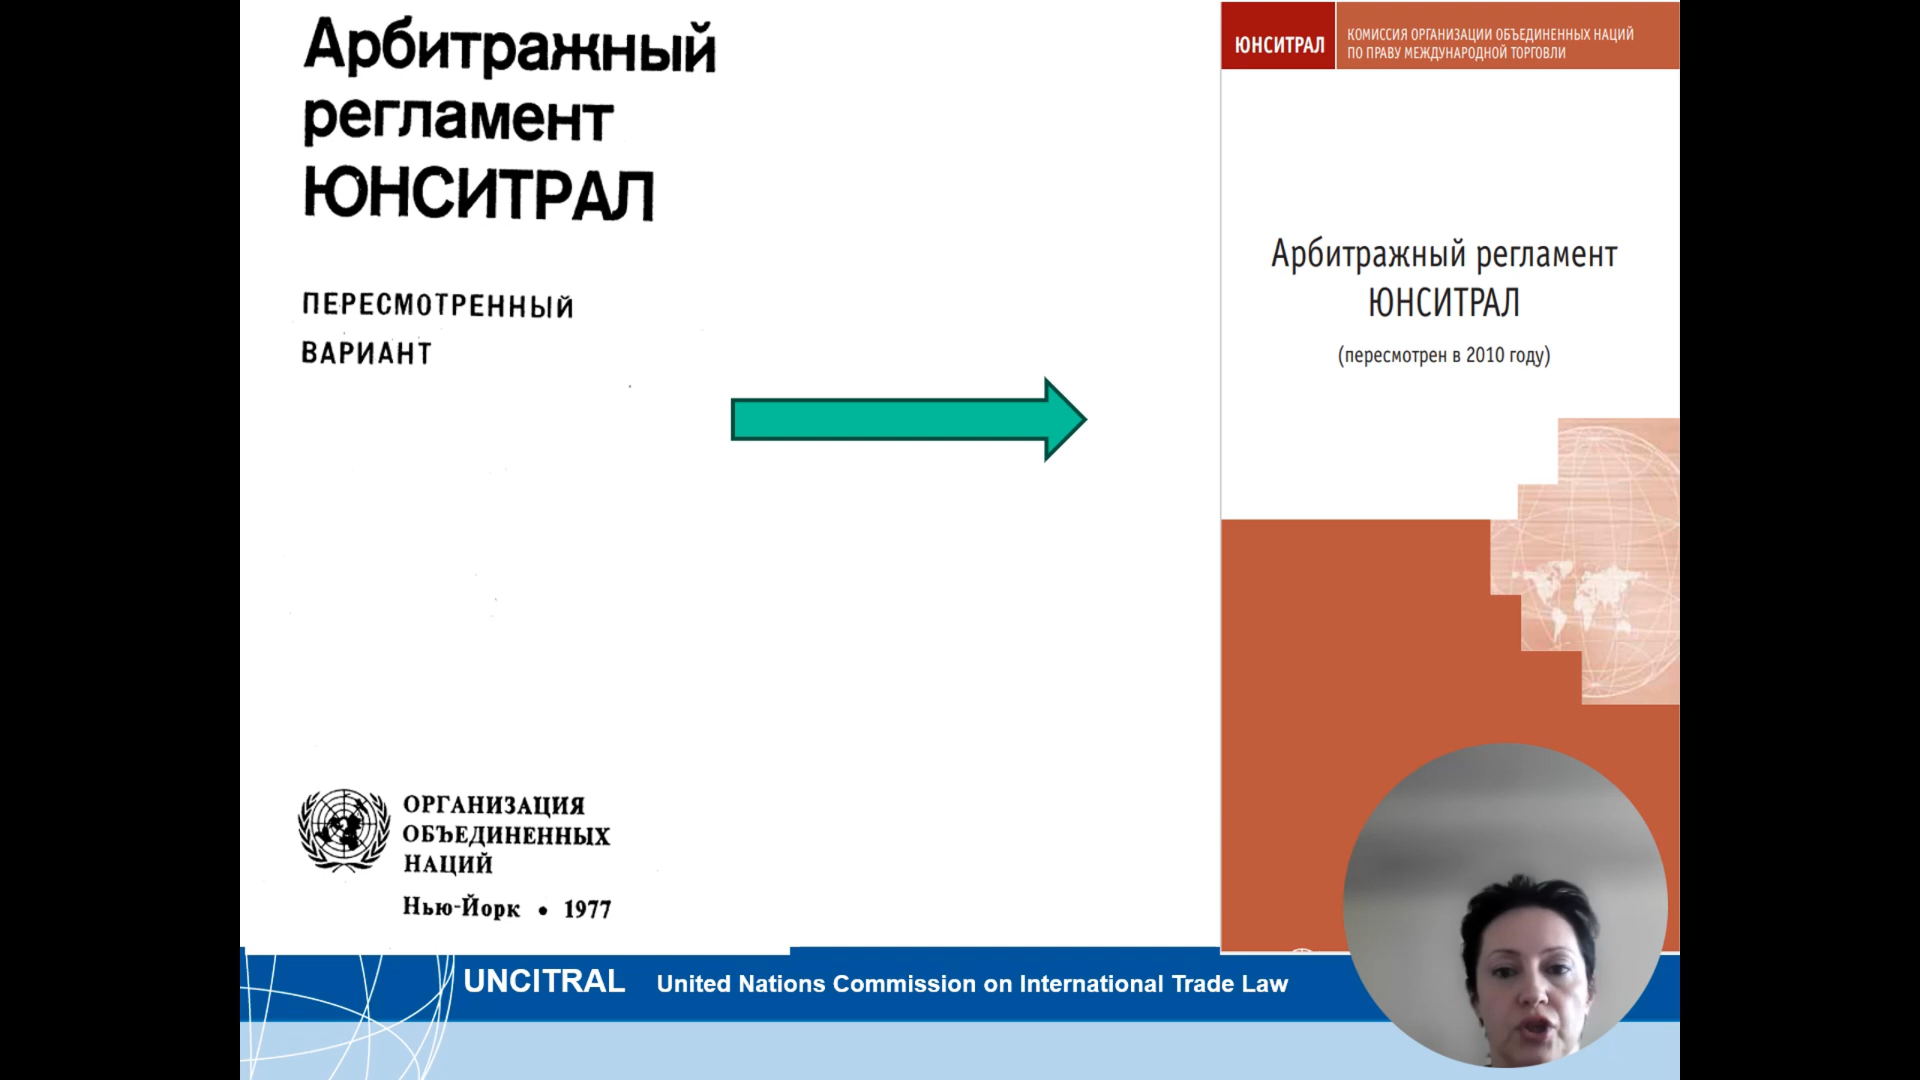 Арбитражный
регламент
ЮНСИТРАЛ
ПЕРЕСМОТРЕННЫЙ
ВАРИАНТ
ОРГАНИЗАЦИЯ
ОБЪЕДИНЕННЫХ
НАЦИЙ
Нью-Йорк • 1977
ЮНСИТРАЛ
КОМИССИЯ ОРГАНИЗАЦИИ ОБЪЕДИНЕННЫХ НАЦИЙ
ПО ПРАВУ МЕЖДУНАРОДНОЙ ТОРГОВЛИ
Арбитражный регламент
ЮНСИТРАЛ
(пересмотрен в 2010 году)
UNCITRAL United Nations Commission on International Trade Law